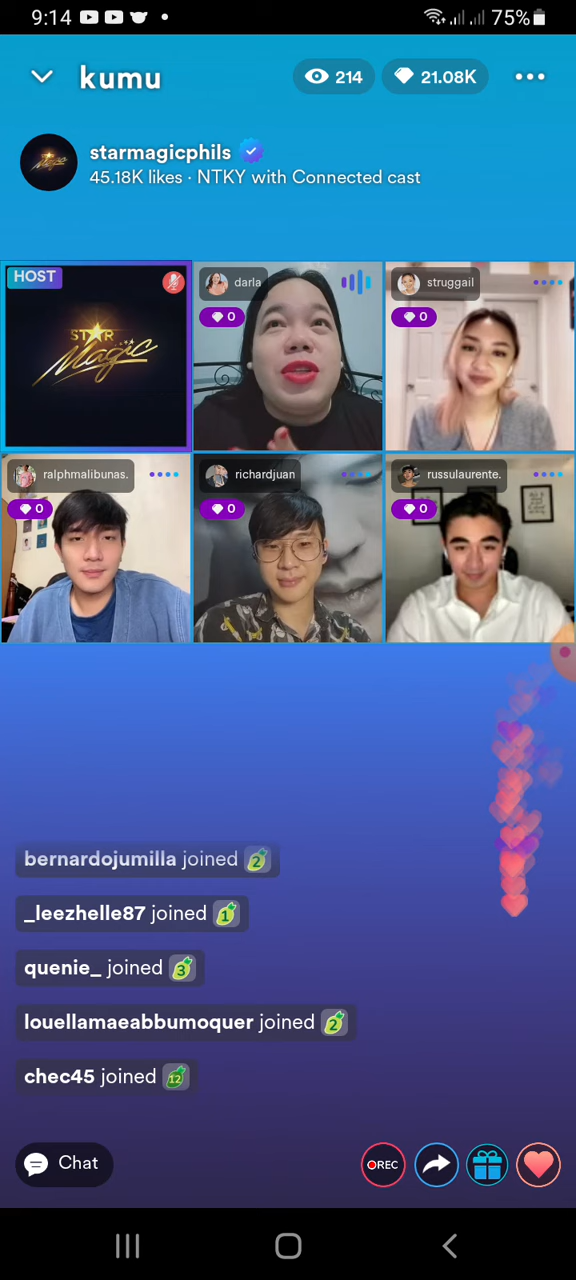 9:14
75%
kumu
214
21.08K
starmagicphils
45.18K likes · NTKY with Connected cast
HOST
STAR
Magic
darla
0
struggail
0
ralphmalibunas.
0
richardjuan
0
russulaurente.
0
bernardojumilla joined 2
_leezhelle87 joined 1
quenie_ joined 3
louellamaeabbumoquer joined 2
chec45 joined 12
Chat
REC